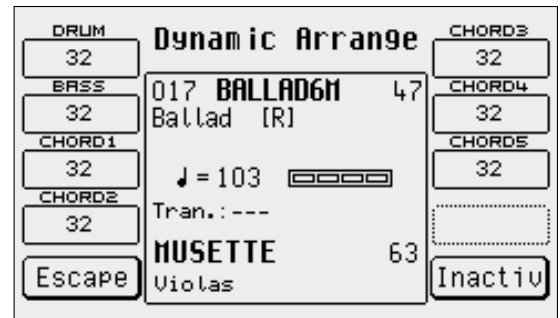 Dynamic Arrange
DRUM
32
BASS
32
CHORD1
32
CHORD2
32
Escape
017 BALLAD6M 47
Ballad [R]
♩ = 103
Tran.:---
MUSETTE 63
Violas
CHORD3
32
CHORD4
32
CHORD5
32
Inactiv